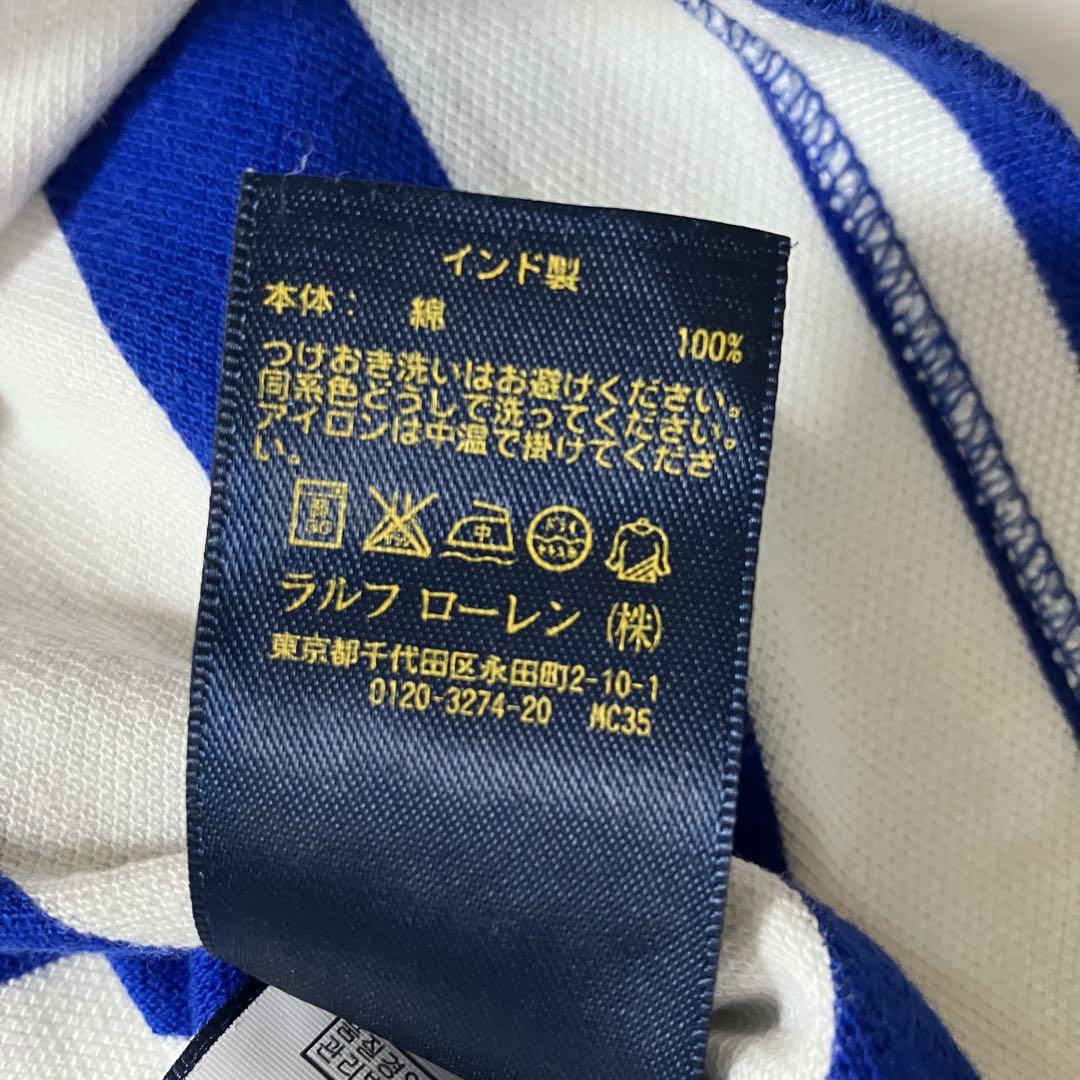 インド製
本体： 綿 100%
つけおき洗いはお避けください。
同系色どうしで洗ってください。
アイロンは中温で掛けてくださ
い。
中
ラルフ ローレン (株)
東京都千代田区永田町2-10-1
0120-3274-20 MC35